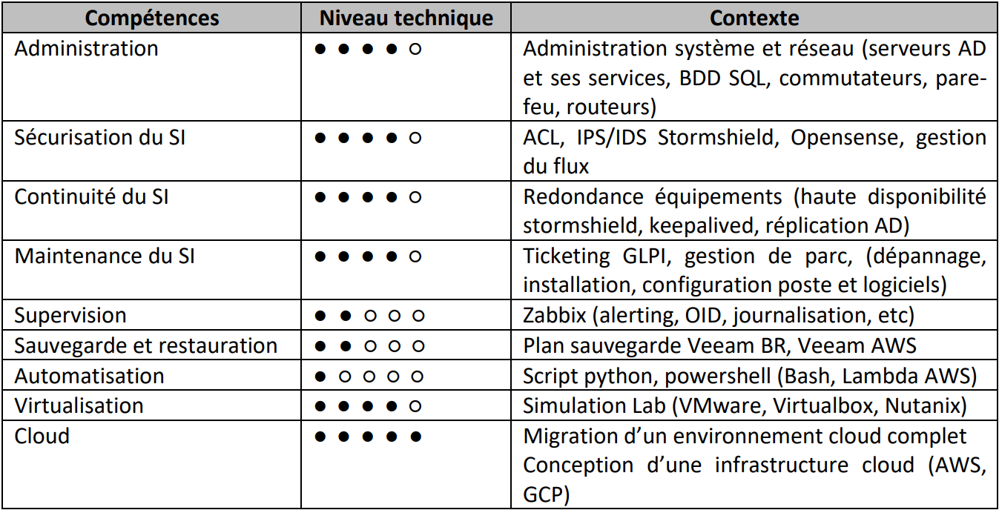 Compétences Niveau technique Contexte
Administration ● ● ● ● ○ Administration système et réseau (serveurs AD
et ses services, BDD SQL, commutateurs, pare-
feu, routeurs)
Sécurisation du SI ● ● ● ● ○ ACL, IPS/IDS Stormshield, Opensense, gestion
du flux
Continuité du SI ● ● ● ● ○ Redondance équipements (haute disponibilité
stormshield, keepalived, réplication AD)
Maintenance du SI ● ● ● ● ○ Ticketing GLPI, gestion de parc, (dépannage,
installation, configuration poste et logiciels)
Supervision ● ● ○ ○ ○ Zabbix (alerting, OID, journalisation, etc)
Sauvegarde et restauration ● ● ○ ○ ○ Plan sauvegarde Veeam BR, Veeam AWS
Automatisation ● ○ ○ ○ ○ Script python, powershell (Bash, Lambda AWS)
Virtualisation ● ● ● ● ○ Simulation Lab (VMware, Virtualbox, Nutanix)
Cloud ● ● ● ● ● Migration d’un environnement cloud complet
Conception d’une infrastructure cloud (AWS,
GCP)